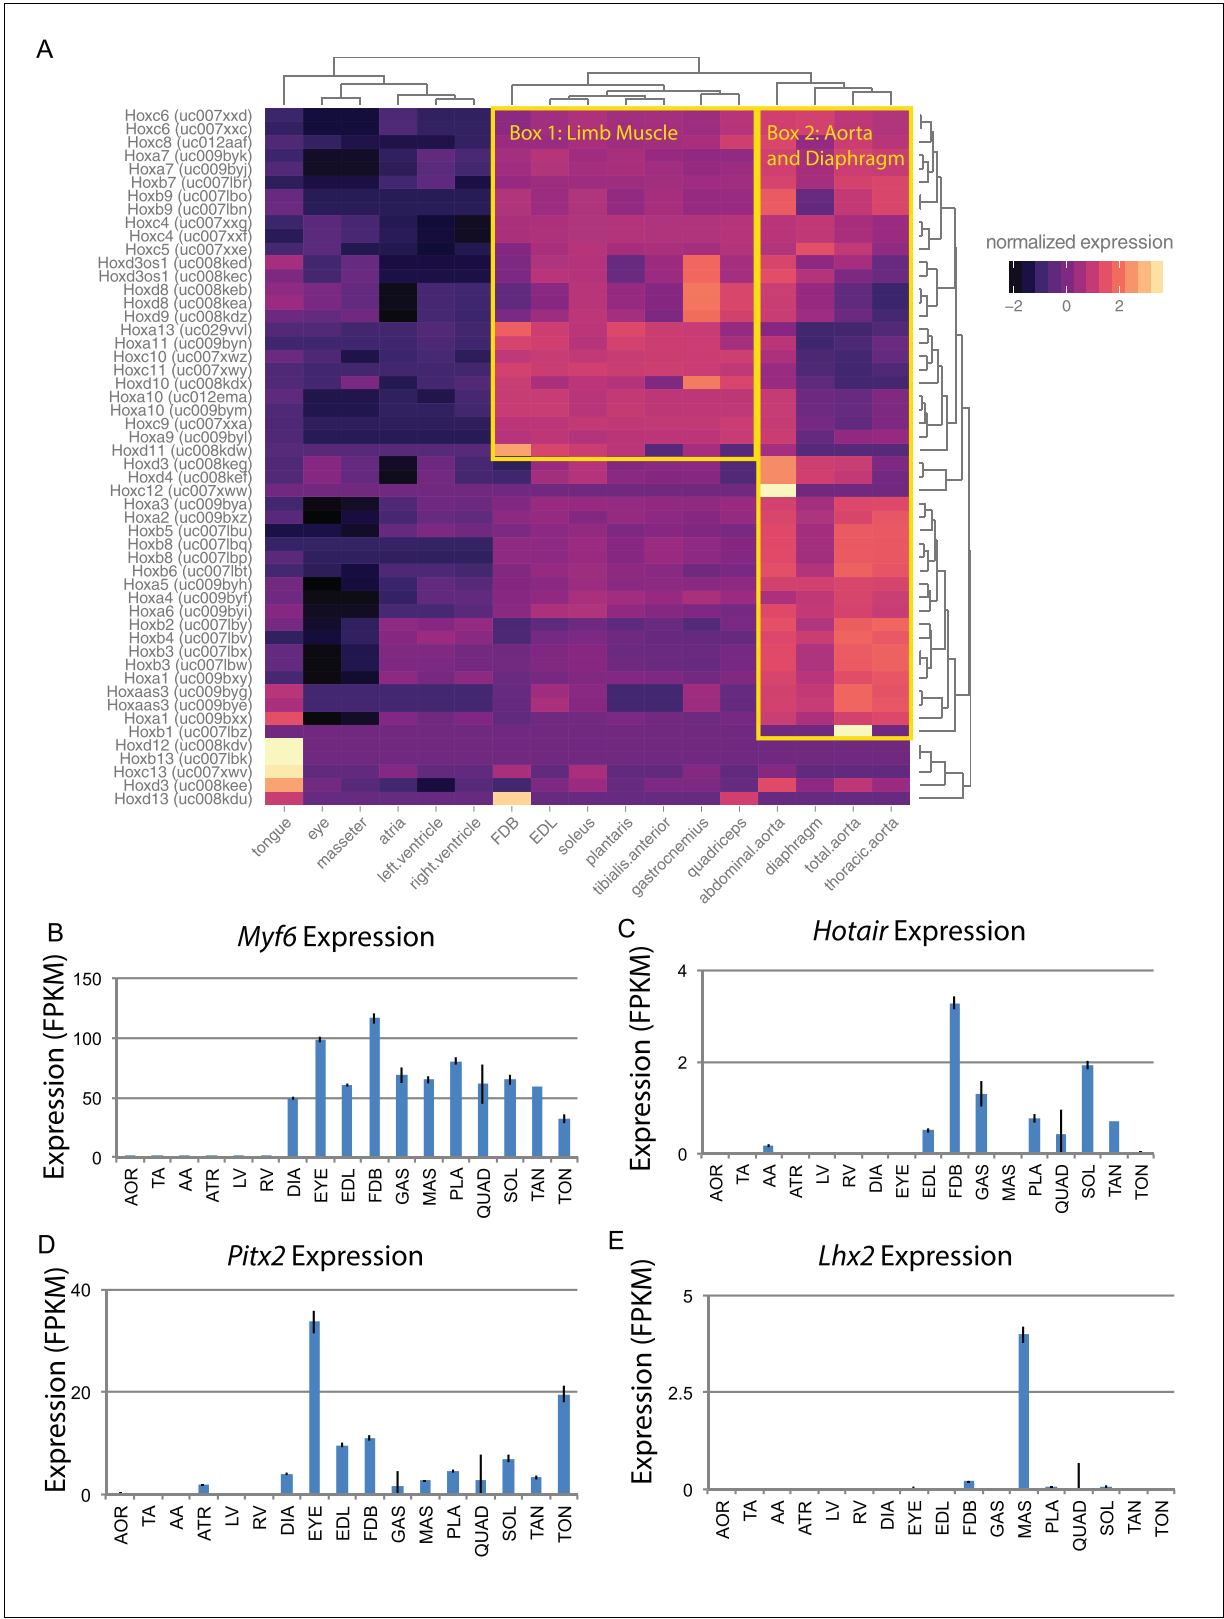 A
Box 1: Limb Muscle
Box 2: Aorta
and Diaphragm
Hoxc6 (uc007xxd)
Hoxc6 (uc007xxc)
Hoxc8 (uc012aaf)
Hoxa7 (uc009byk)
Hoxa7 (uc009byj)
Hoxb7 (uc007lbr)
Hoxb9 (uc007lbo)
Hoxb9 (uc007lbn)
Hoxc4 (uc007xxg)
Hoxc4 (uc007xxf)
Hoxc5 (uc007xxe)
Hoxd3os1 (uc008ked)
Hoxd3os1 (uc008kec)
Hoxd8 (uc008keb)
Hoxd8 (uc008kea)
Hoxd9 (uc008kdz)
Hoxa13 (uc029vvl)
Hoxa11 (uc009byn)
Hoxc10 (uc007xwz)
Hoxc11 (uc007xwy)
Hoxd10 (uc008kdx)
Hoxa10 (uc012ema)
Hoxa10 (uc009bym)
Hoxc9 (uc007xxa)
Hoxa9 (uc009byl)
Hoxd11 (uc008kdw)
Hoxd3 (uc008keg)
Hoxd4 (uc008kef)
Hoxc12 (uc007xww)
Hoxa3 (uc009bya)
Hoxa2 (uc009bxz)
Hoxb5 (uc007lbu)
Hoxb8 (uc007lbq)
Hoxb8 (uc007lbp)
Hoxb6 (uc007lbt)
Hoxa5 (uc009byh)
Hoxa4 (uc009byf)
Hoxa6 (uc009byi)
Hoxb2 (uc007lby)
Hoxb4 (uc007lbv)
Hoxb3 (uc007lbx)
Hoxb3 (uc007lbw)
Hoxa1 (uc009bxy)
Hoxaas3 (uc009byg)
Hoxaas3 (uc009bye)
Hoxa1 (uc009bxx)
Hoxb1 (uc007lbz)
Hoxd12 (uc008kdv)
Hoxb13 (uc007lbk)
Hoxc13 (uc007xwv)
Hoxd3 (uc008kee)
Hoxd13 (uc008kdu)
normalized expression
−2 0 2
tongue eye masseter atria left.ventricle right.ventricle FDB EDL soleus plantaris tibialis.anterior gastrocnemius quadriceps abdominal.aorta diaphragm total.aorta thoracic.aorta
B
Myf6 Expression
Expression (FPKM)
150
100
50
0
AOR TA AA ATR LV RV DIA EYE EDL FDB GAS MAS PLA QUAD SOL TAN TON
C
Hotair Expression
Expression (FPKM)
4
2
0
AOR TA AA ATR LV RV DIA EYE EDL FDB GAS MAS PLA QUAD SOL TAN TON
D
Pitx2 Expression
Expression (FPKM)
40
20
0
AOR TA AA ATR LV RV DIA EYE EDL FDB GAS MAS PLA QUAD SOL TAN TON
E
Lhx2 Expression
Expression (FPKM)
5
2.5
0
AOR TA AA ATR LV RV DIA EYE EDL FDB GAS MAS PLA QUAD SOL TAN TON